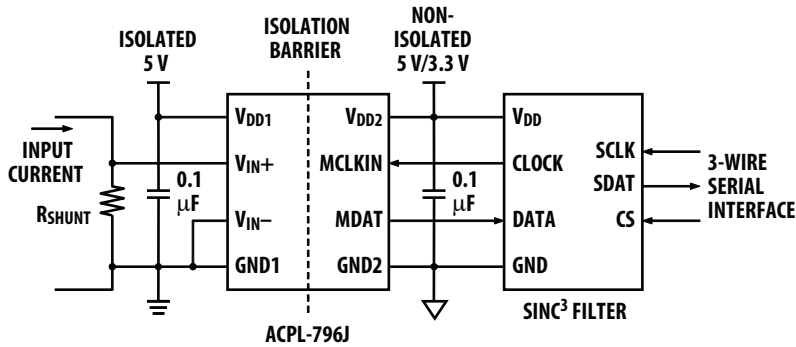 ISOLATED
5 V
ISOLATION
BARRIER
NON-
ISOLATED
5 V/3.3 V
INPUT
CURRENT
RSHUNT
0.1
μF
VDD1
VIN+
VIN–
GND1
VDD2
MCLKIN
MDAT
GND2
ACPL-796J
0.1
μF
VDD
CLOCK
DATA
GND
SCLK
SDAT
CS
SINC³ FILTER
3-WIRE
SERIAL
INTERFACE